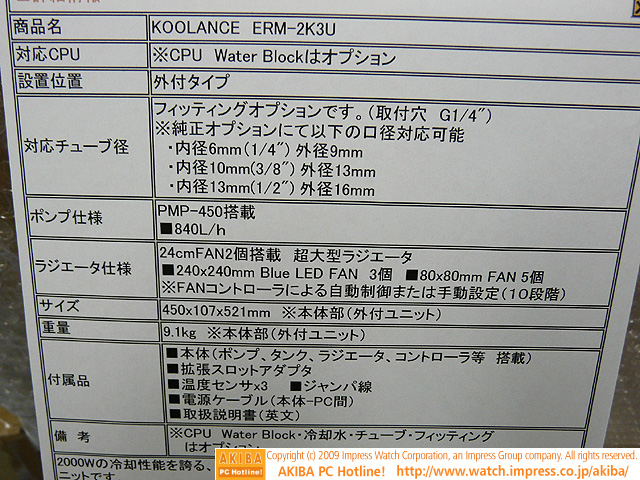 商品名 KOOLANCE ERM-2K3U
対応CPU ※CPU Water Blockはオプション
設置位置 外付タイプ
対応チューブ径 フィッティングオプションです。(取付穴 G1/4")
※純正オプションにて以下の口径対応可能
・内径6mm(1/4") 外径9mm
・内径10mm(3/8") 外径13mm
・内径13mm(1/2") 外径16mm
ポンプ仕様 PMP-450搭載
■840L/h
ラジエータ仕様 24cmFAN2個搭載 超大型ラジエータ
■240x240mm Blue LED FAN 3個 ■80x80mm FAN 5個
※FANコントローラによる自動制御または手動設定(10段階)
サイズ 450x107x521mm ※本体部(外付ユニット)
重量 9.1kg ※本体部(外付ユニット)
付属品 ■本体(ポンプ、タンク、ラジエータ、コントローラ等 搭載)
■拡張スロットアダプタ
■温度センサx3 ■ジャンパ線
■電源ケーブル(本体-PC間)
■取扱説明書(英文)
備考 ※CPU Water Block・冷却水・チューブ・フィッティング
はオプション
2000Wの冷却性能を誇る、
ニットです。
AKIBA PC Hotline!
Copyright (c) 2009 Impress Watch Corporation, an Impress Group company. All rights reserved.
AKIBA PC Hotline! http://www.watch.impress.co.jp/akiba/